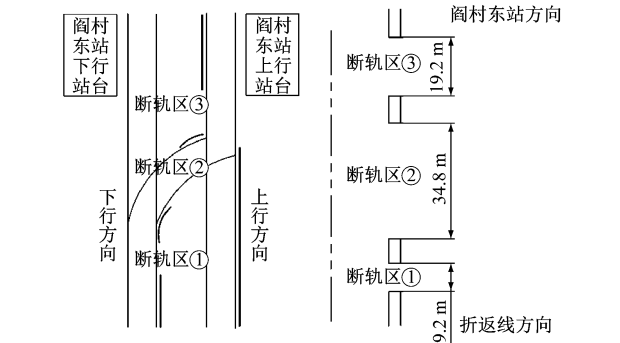 阎村
东站
下行
站台
阎村
东站
上行
站台
断轨区③
断轨区②
断轨区①
下行方向
上行方向
阎村东站方向
断轨区③
19.2 m
断轨区②
34.8 m
断轨区①
9.2 m
折返线方向